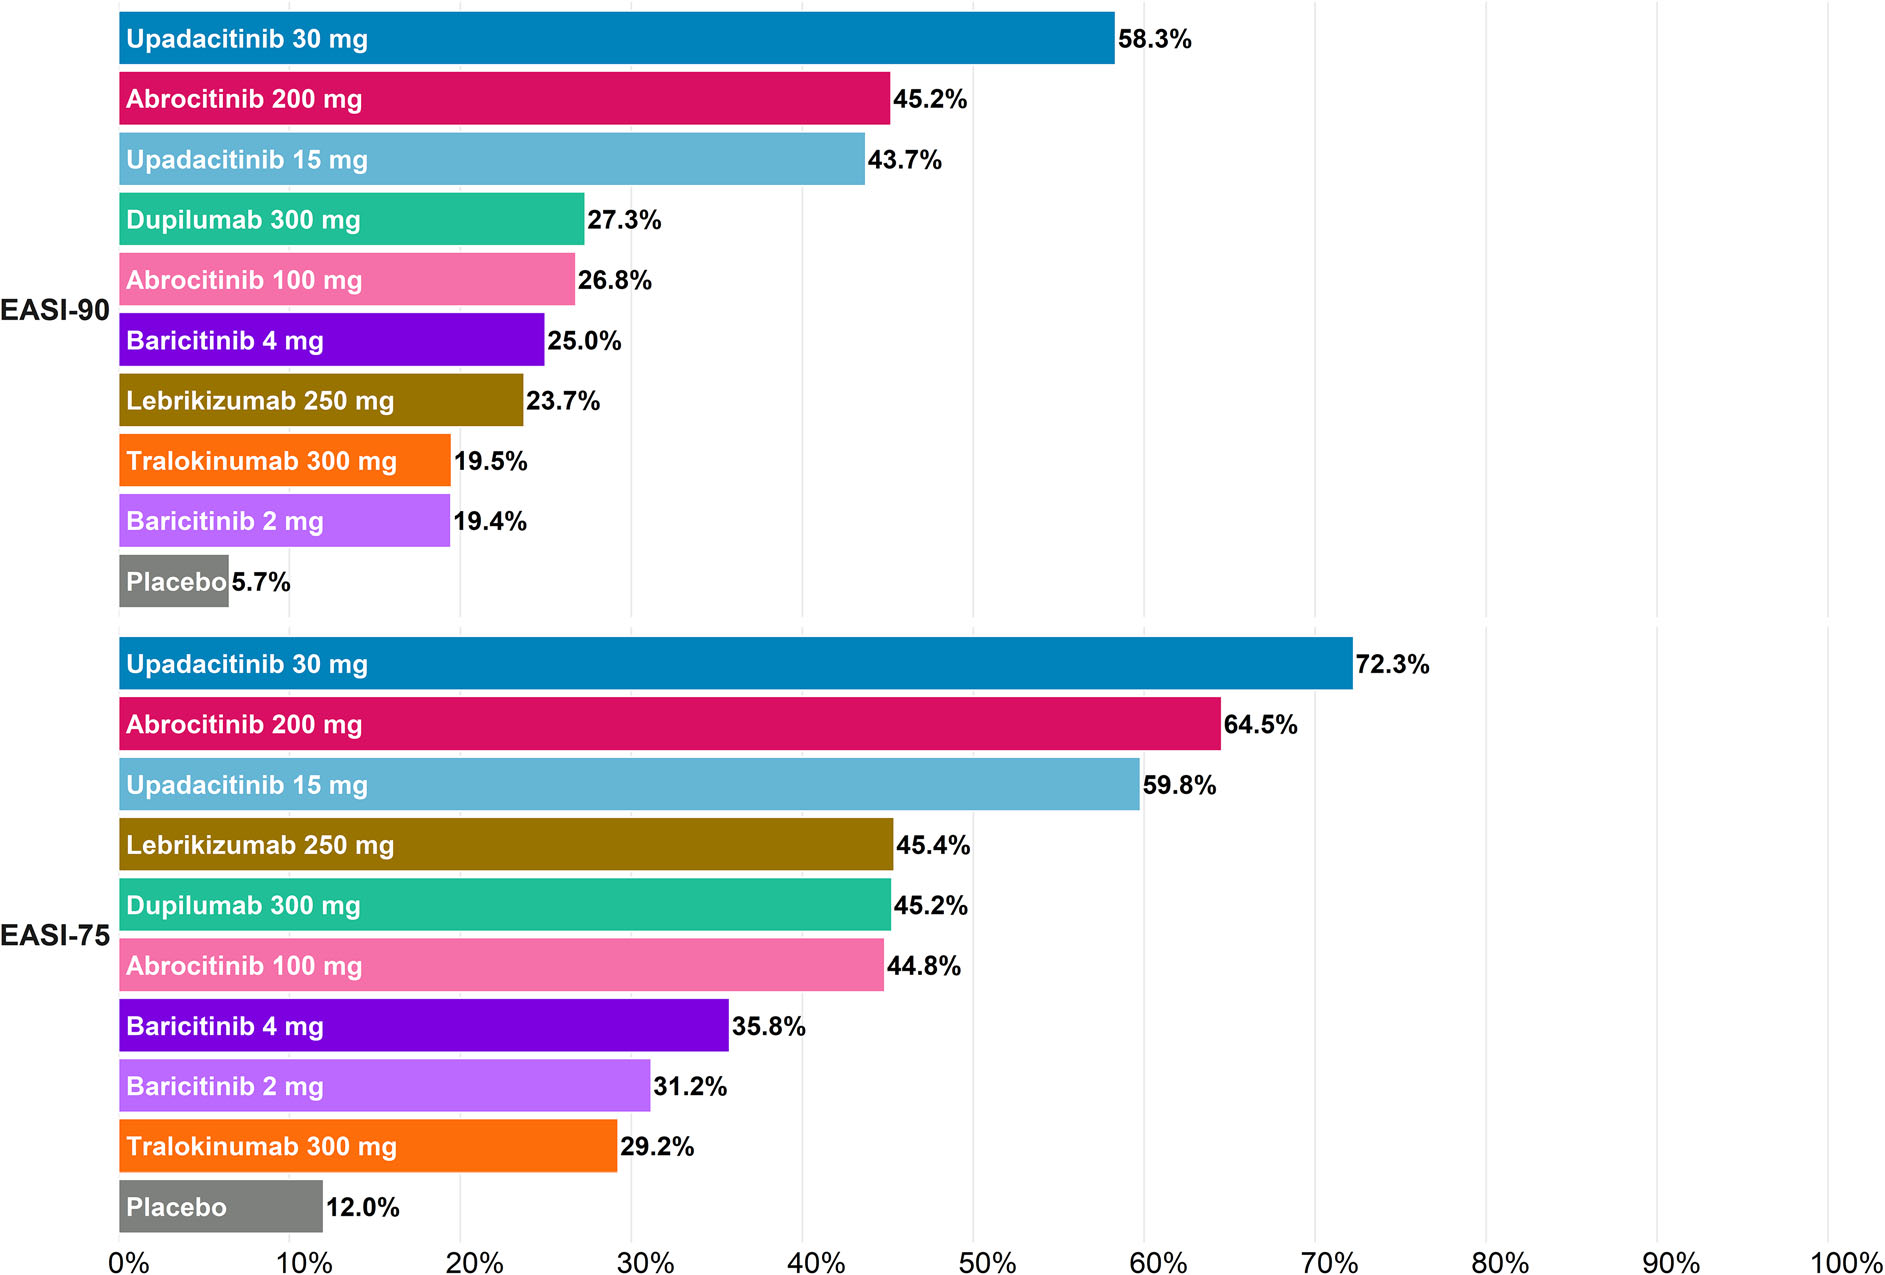 Upadacitinib 30 mg 58.3%
Abrocitinib 200 mg 45.2%
Upadacitinib 15 mg 43.7%
Dupilumab 300 mg 27.3%
Abrocitinib 100 mg 26.8%
EASI-90
Baricitinib 4 mg 25.0%
Lebrikizumab 250 mg 23.7%
Tralokinumab 300 mg 19.5%
Baricitinib 2 mg 19.4%
Placebo 5.7%
Upadacitinib 30 mg 72.3%
Abrocitinib 200 mg 64.5%
Upadacitinib 15 mg 59.8%
Lebrikizumab 250 mg 45.4%
Dupilumab 300 mg 45.2%
EASI-75
Abrocitinib 100 mg 44.8%
Baricitinib 4 mg 35.8%
Baricitinib 2 mg 31.2%
Tralokinumab 300 mg 29.2%
Placebo 12.0%
0% 10% 20% 30% 40% 50% 60% 70% 80% 90% 100%